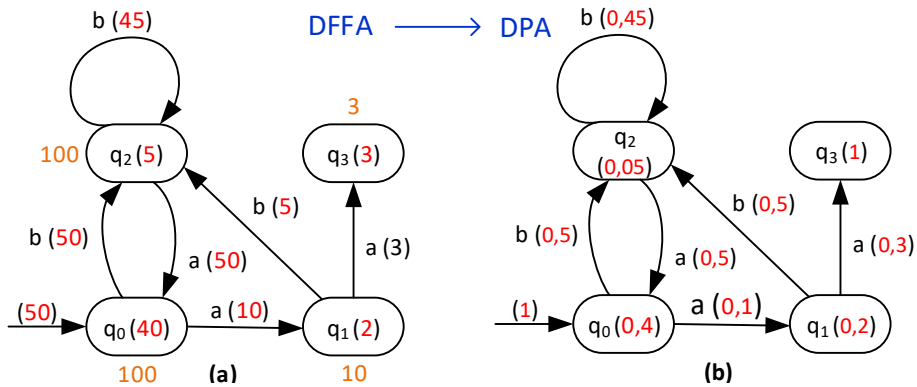 b (45)
DFFA
DPA
b (0,45)
3
100
q2 (5)
q3 (3)
q2
(0,05)
q3 (1)
b (5)
b (0,5)
b (50)
a (50)
a (3)
b (0,5)
a (0,5)
a (0,3)
(50)
q0 (40)
a (10)
q1 (2)
(1)
q0 (0,4)
a (0,1)
q1 (0,2)
100
(a)
10
(b)